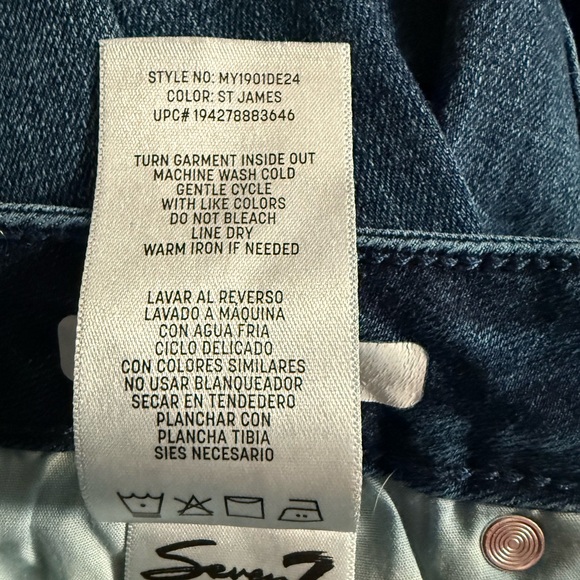 STYLE NO: MY1901DE24
COLOR: ST JAMES
UPC# 194278883646
TURN GARMENT INSIDE OUT
MACHINE WASH COLD
GENTLE CYCLE
WITH LIKE COLORS
DO NOT BLEACH
LINE DRY
WARM IRON IF NEEDED
LAVAR AL REVERSO
LAVADO A MÁQUINA
CON AGUA FRIA
CICLO DELICADO
CON COLORES SIMILARES
NO USAR BLANQUEADOR
SECAR EN TENDEDERO
PLANCHAR CON
PLANCHA TIBIA
SIES NECESARIO
Seven7